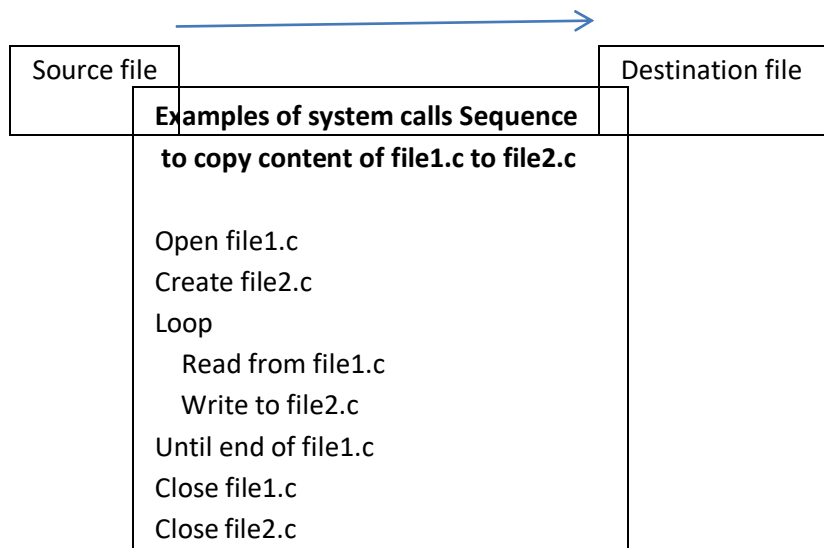 Source file
Destination file
Examples of system calls Sequence
to copy content of file1.c to file2.c
Open file1.c
Create file2.c
Loop
Read from file1.c
Write to file2.c
Until end of file1.c
Close file1.c
Close file2.c